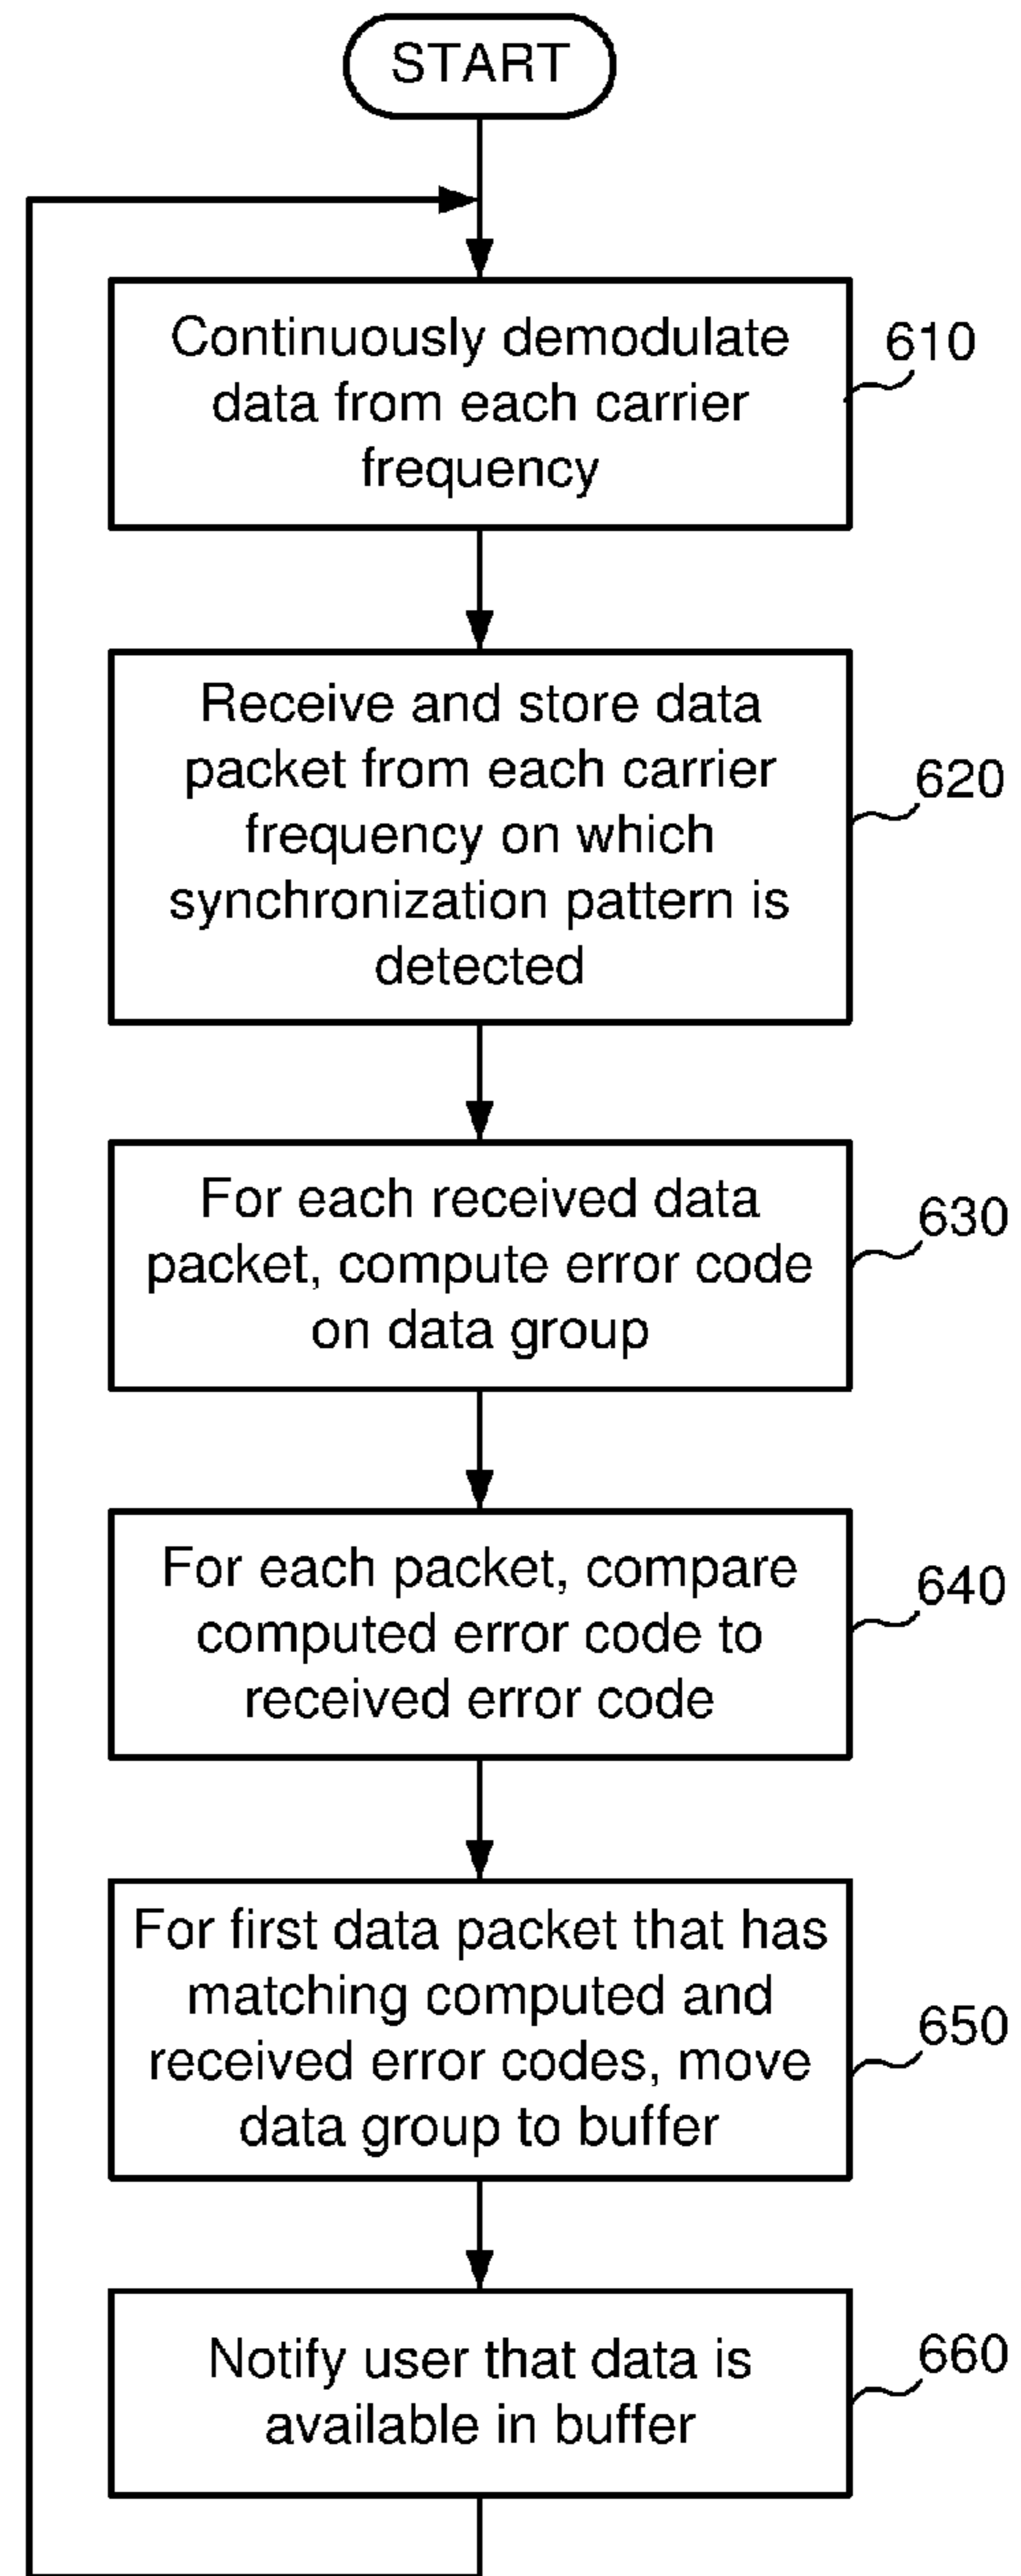 START
Continuously demodulate
data from each carrier
frequency
610
Receive and store data
packet from each carrier
frequency on which
synchronization pattern is
detected
620
For each received data
packet, compute error code
on data group
630
For each packet, compare
computed error code to
received error code
640
For first data packet that has
matching computed and
received error codes, move
data group to buffer
650
Notify user that data is
available in buffer
660